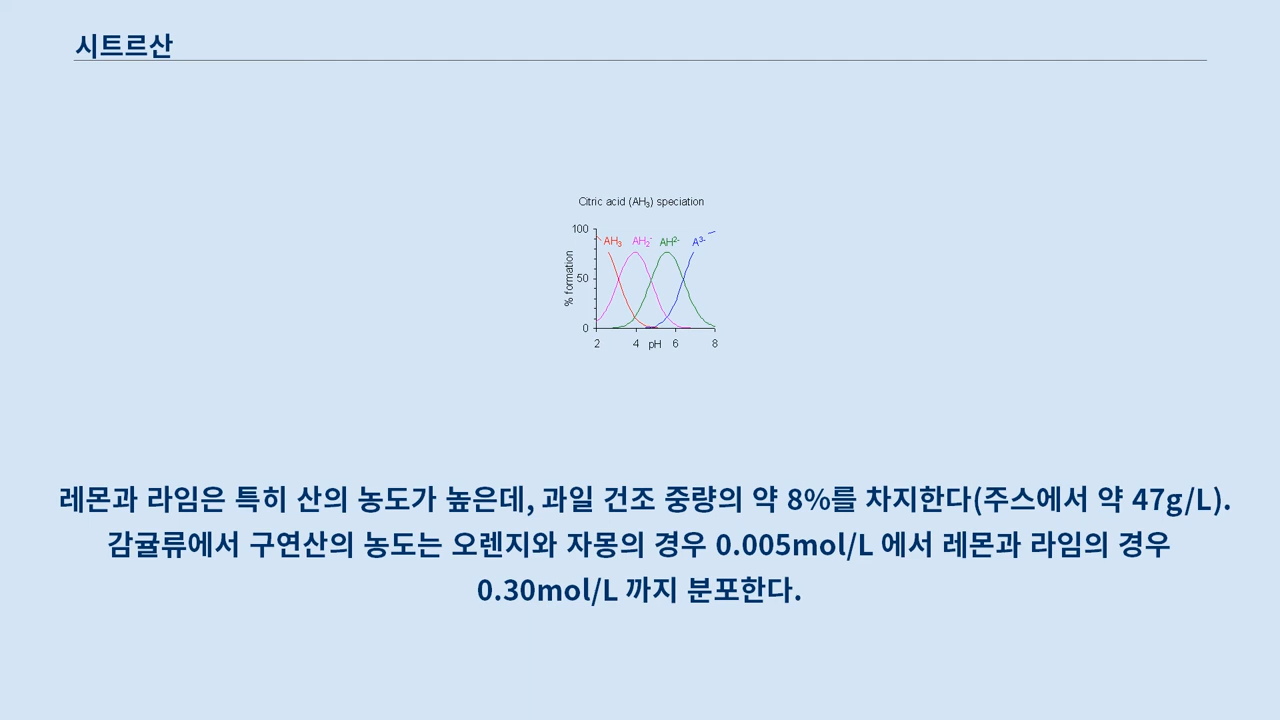 시트르산
Citric acid (AH₃) speciation
100
AH₃
AH₂⁻
AH²⁻
A³⁻
% formation
50
0
2
4
pH
6
8
레몬과 라임은 특히 산의 농도가 높은데, 과일 건조 중량의 약 8%를 차지한다(주스에서 약 47g/L).
감귤류에서 구연산의 농도는 오렌지와 자몽의 경우 0.005mol/L 에서 레몬과 라임의 경우
0.30mol/L 까지 분포한다.